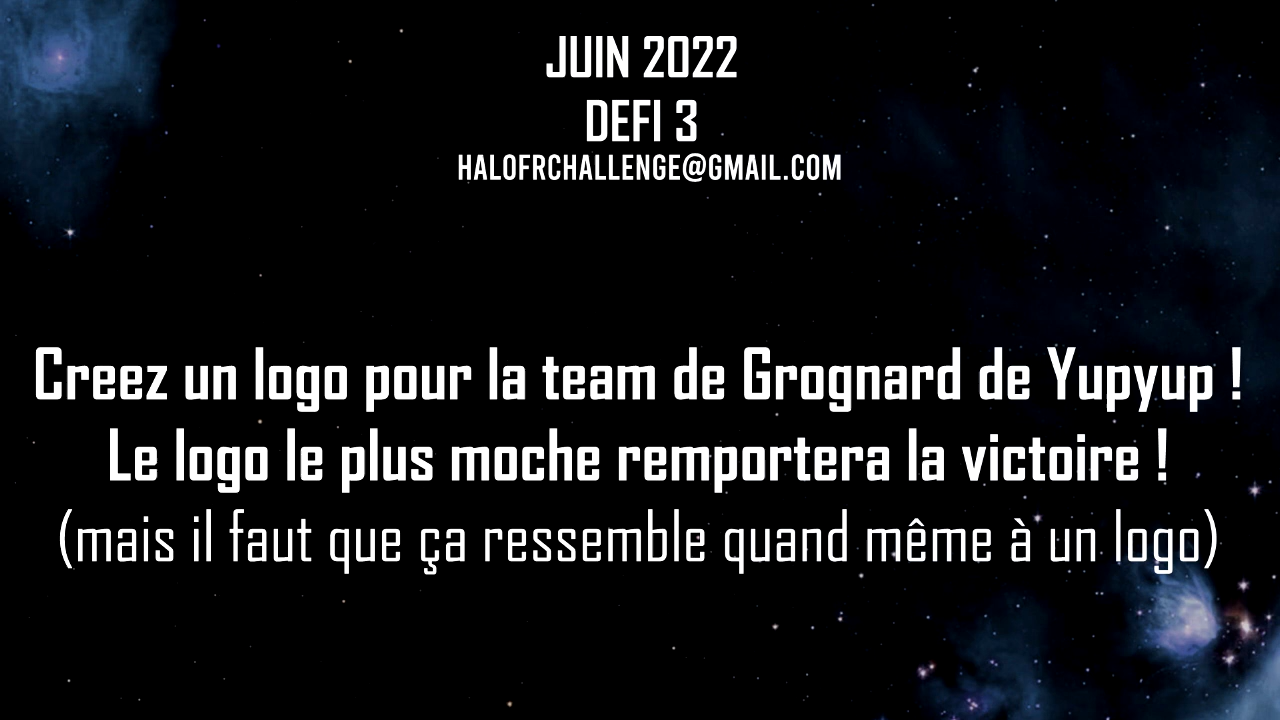 JUIN 2022
DEFI 3
HALOFRCHALLENGE@GMAIL.COM
Creez un logo pour la team de Grognard de Yupyup !
Le logo le plus moche remportera la victoire !
(mais il faut que ça ressemble quand même à un logo)